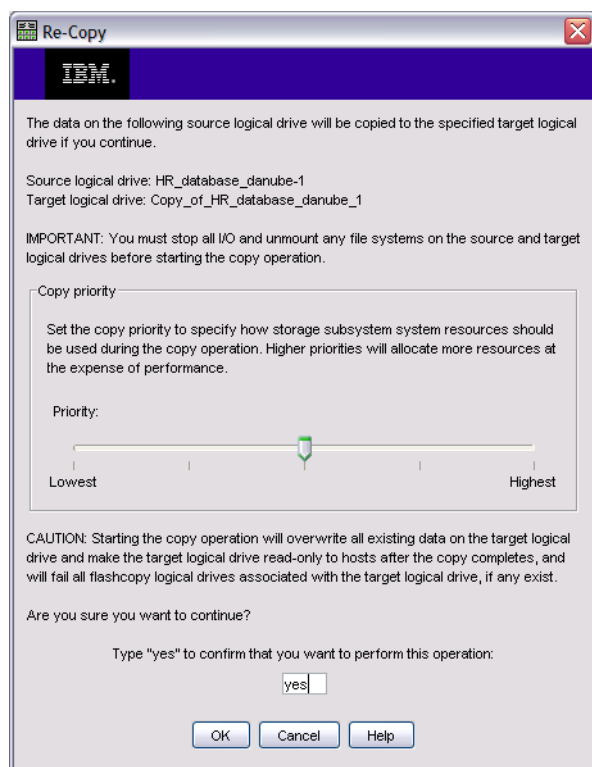 Re-Copy
IBM.
The data on the following source logical drive will be copied to the specified target logical
drive if you continue.
Source logical drive: HR_database_danube-1
Target logical drive: Copy_of_HR_database_danube_1
IMPORTANT: You must stop all I/O and unmount any file systems on the source and target
logical drives before starting the copy operation.
Copy priority
Set the copy priority to specify how storage subsystem system resources should
be used during the copy operation. Higher priorities will allocate more resources at
the expense of performance.
Priority:
Lowest Highest
CAUTION: Starting the copy operation will overwrite all existing data on the target logical
drive and make the target logical drive read-only to hosts after the copy completes, and
will fail all flashcopy logical drives associated with the target logical drive, if any exist.
Are you sure you want to continue?
Type "yes" to confirm that you want to perform this operation:
yes
OK Cancel Help